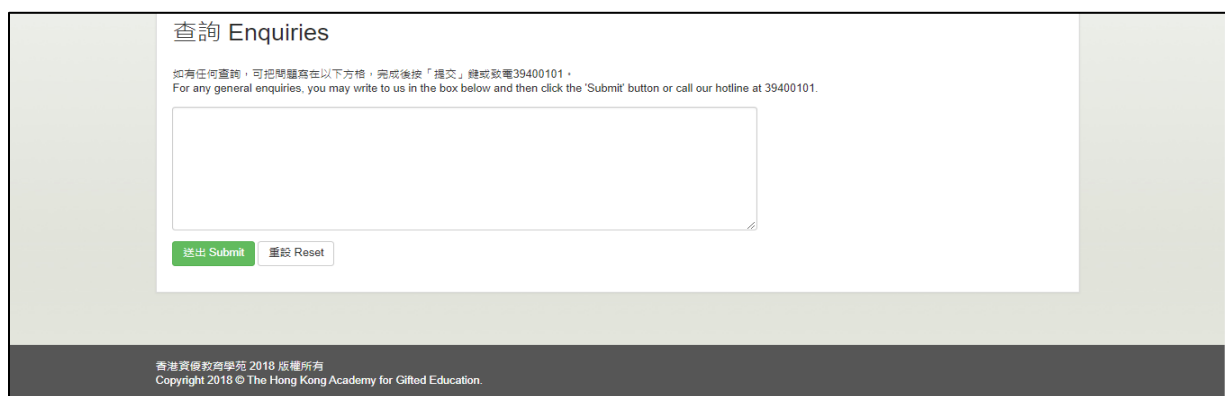 查詢 Enquiries
如有任何查詢，可把問題寫在以下方格，完成後按「提交」鍵或致電39400101。
For any general enquiries, you may write to us in the box below and then click the 'Submit' button or call our hotline at 39400101.
送出 Submit 重設 Reset
香港資優教育學苑 2018 版權所有
Copyright 2018 © The Hong Kong Academy for Gifted Education.